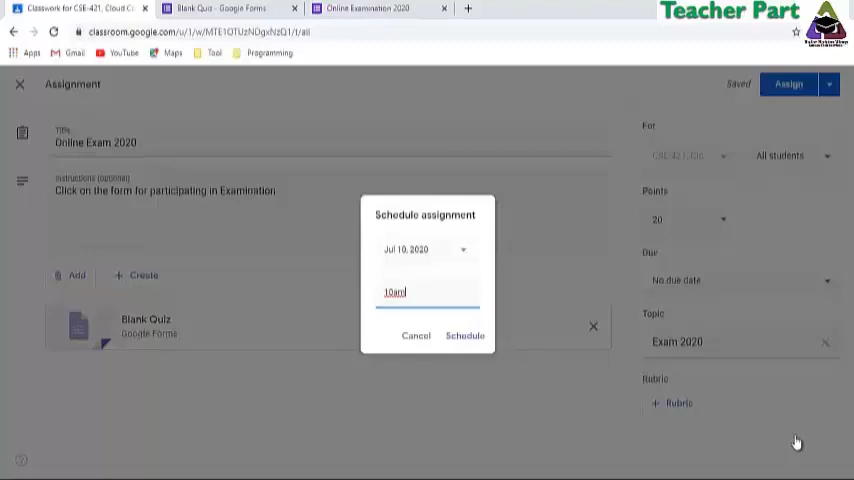 Teacher Part
Classwork for CSE-421, Cloud C
Blank Quiz - Google Forms
Online Examination 2020
classroom.google.com/u/1/w/MTE1OTUzNDgxNzQ1/t/all
Apps
Gmail
YouTube
Maps
Tool
Programming
Assignment
Saved
Assign
Title
Online Exam 2020
Instructions (optional)
Click on the form for participating in Examination
Add
Create
Blank Quiz
Google Forms
For
All students
Points
20
Due
No due date
Topic
Exam 2020
Rubric
Rubric
Schedule assignment
Jul 10, 2020
10am
Cancel
Schedule